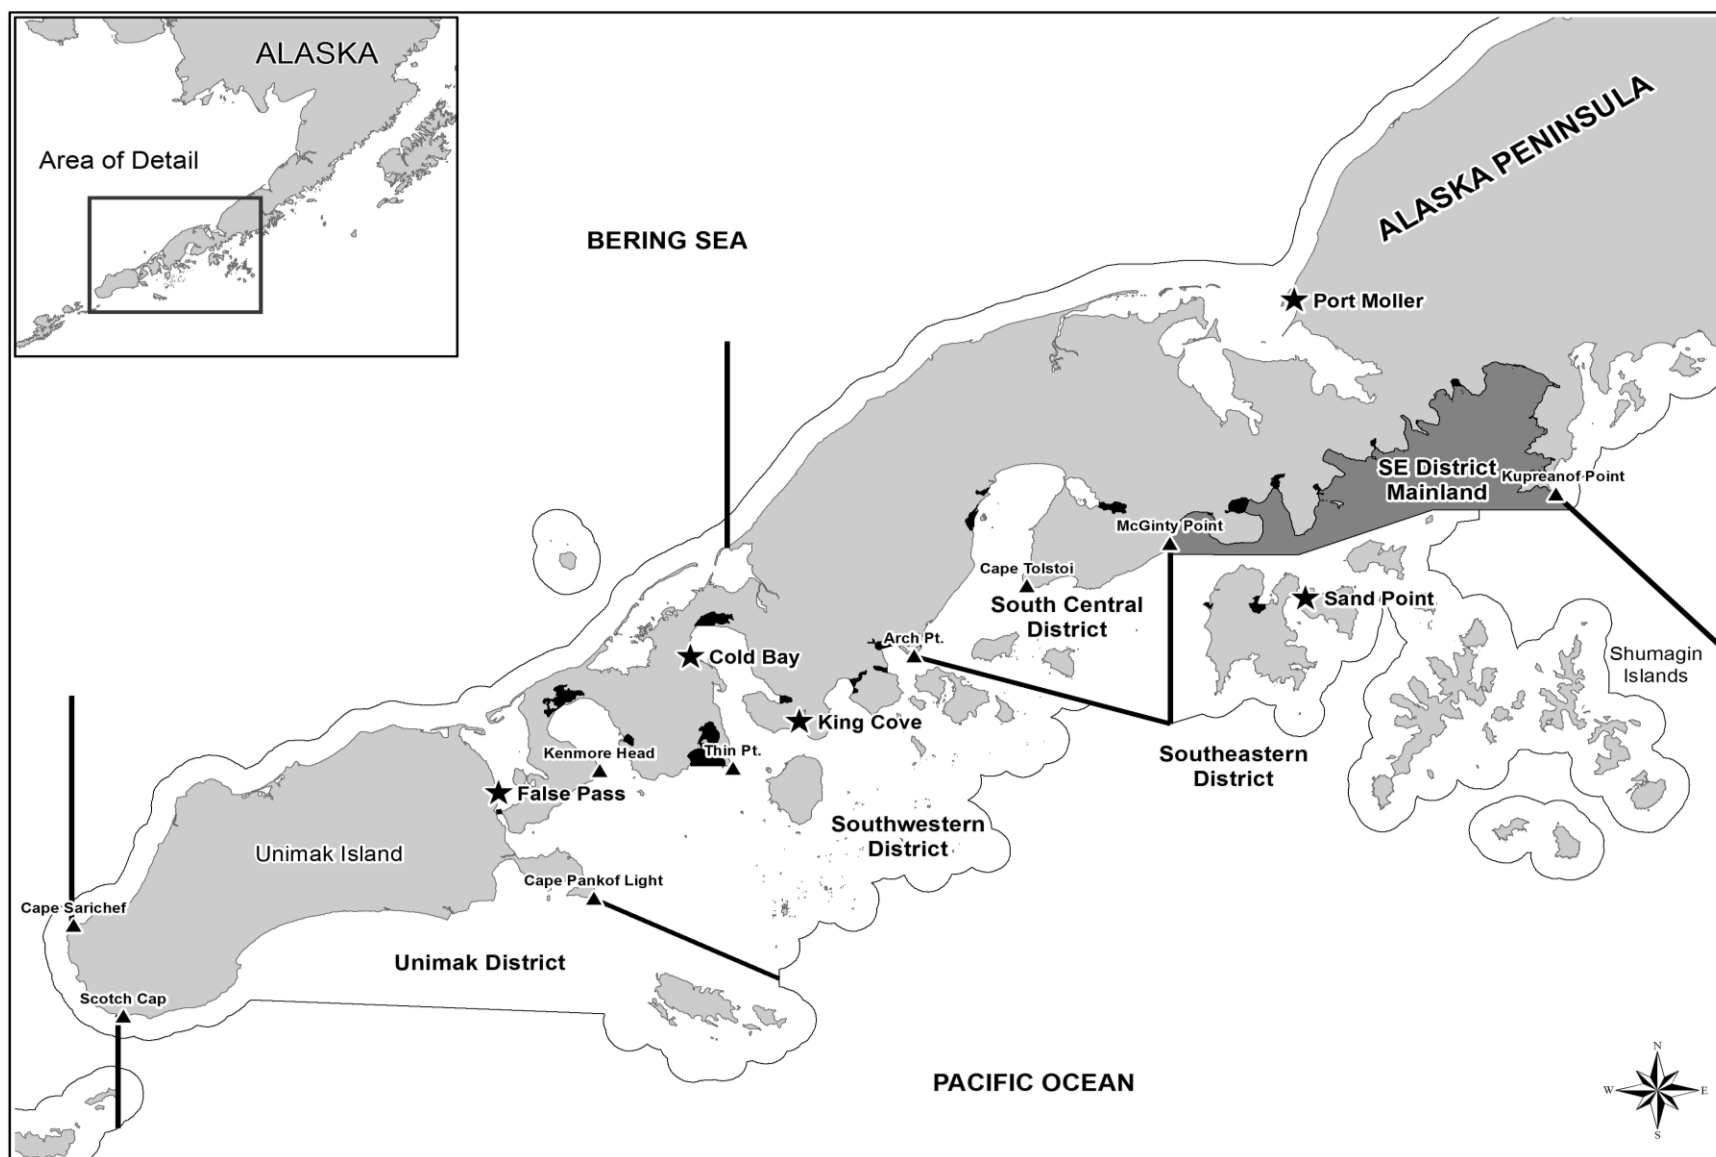 ALASKA
Area of Detail
ALASKA PENINSULA
BERING SEA
Port Moller
SE District
Mainland
Kupreanof Point
McGinty Point
Cape Tolstoi
South Central
District
Sand Point
Arch Pt.
Shumagin
Islands
Cold Bay
King Cove
Kenmore Head
Thin Pt.
Southeastern
District
False Pass
Southwestern
District
Unimak Island
Cape Pankof Light
Cape Sarichef
Unimak District
Scotch Cap
PACIFIC OCEAN
N
W
E
S